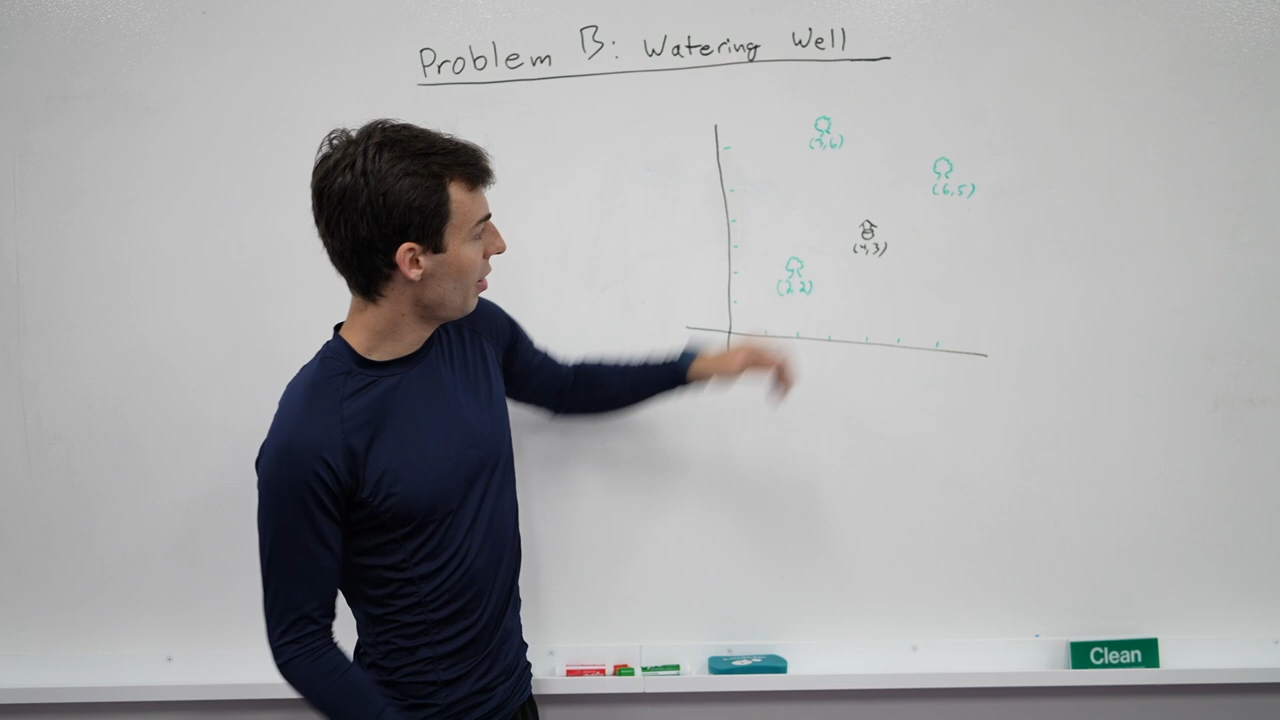 Problem B: Watering Well
(3,6)
(6,5)
(4,3)
(2,2)
Clean